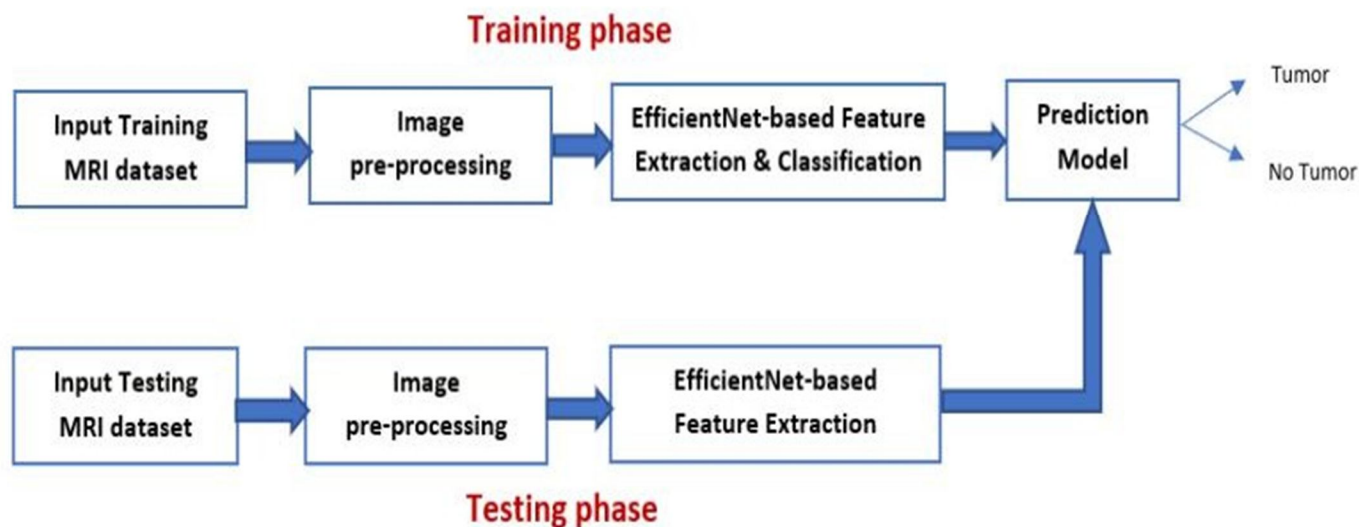 Training phase
Input Training
MRI dataset
Image
pre-processing
EfficientNet-based Feature
Extraction & Classification
Prediction
Model
Tumor
No Tumor
Input Testing
MRI dataset
Image
pre-processing
EfficientNet-based
Feature Extraction
Testing phase